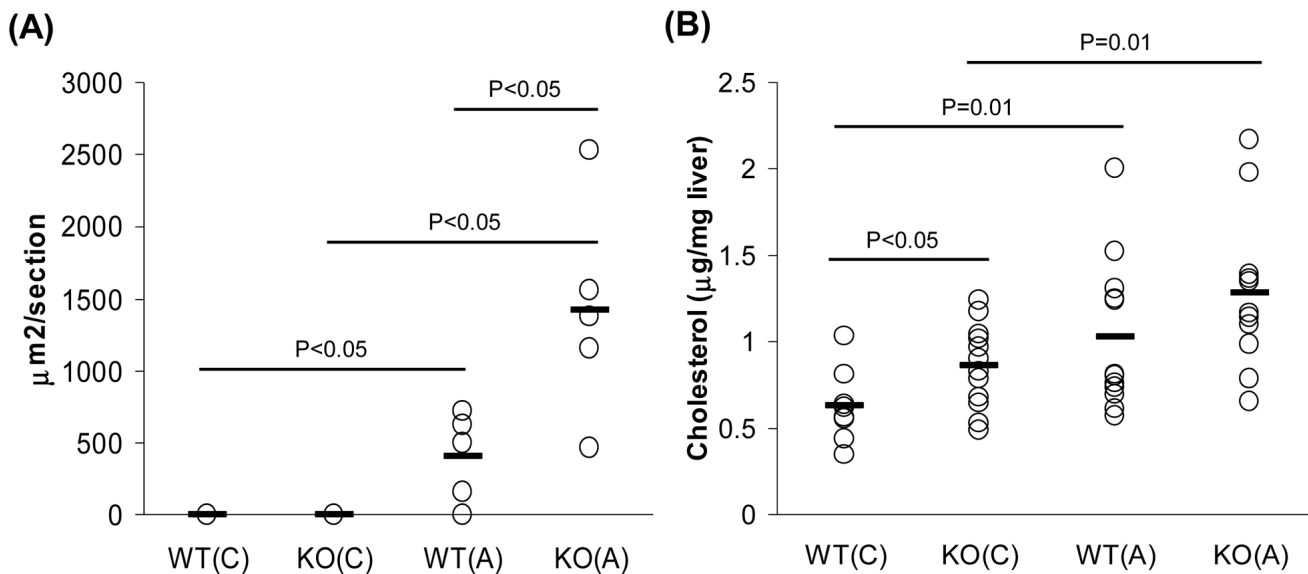 (A)
μm2/section
3000
2500
2000
1500
1000
500
0
P<0.05
P<0.05
P<0.05
WT(C) KO(C) WT(A) KO(A)
(B)
Cholesterol (μg/mg liver)
2.5
2
1.5
1
0.5
0
P=0.01
P=0.01
P<0.05
WT(C) KO(C) WT(A) KO(A)